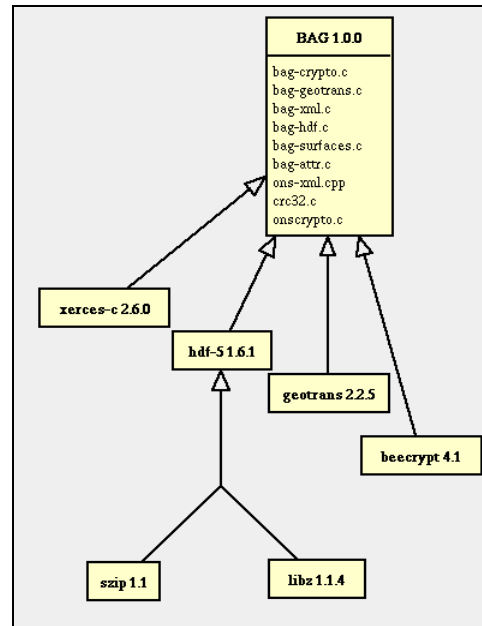 BAG 1.0.0
bag-crypto.c
bag-geotrans.c
bag-xml.c
bag-hdf.c
bag-surfaces.c
bag-attr.c
ons-xml.cpp
crc32.c
onscrypto.c
xerces-c 2.6.0
hdf-5 1.6.1
geotrans 2.2.5
beecrypt 4.1
szip 1.1
libz 1.1.4